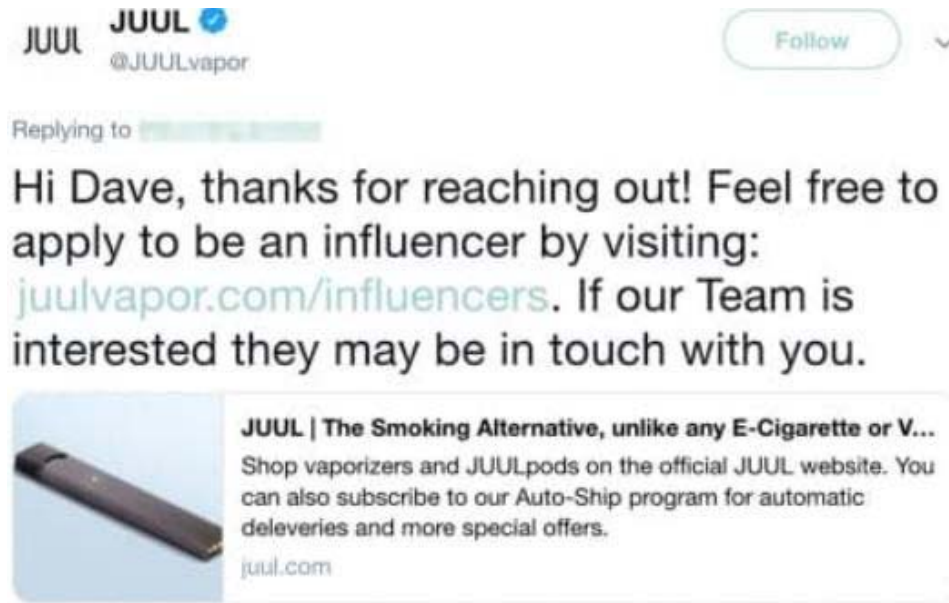 JUUL
JUUL
@JUULvapor
Follow
Replying to
Hi Dave, thanks for reaching out! Feel free to
apply to be an influencer by visiting:
juulvapor.com/influencers. If our Team is
interested they may be in touch with you.
JUUL | The Smoking Alternative, unlike any E-Cigarette or V...
Shop vaporizers and JUULpods on the official JUUL website. You
can also subscribe to our Auto-Ship program for automatic
deleveries and more special offers.
juul.com